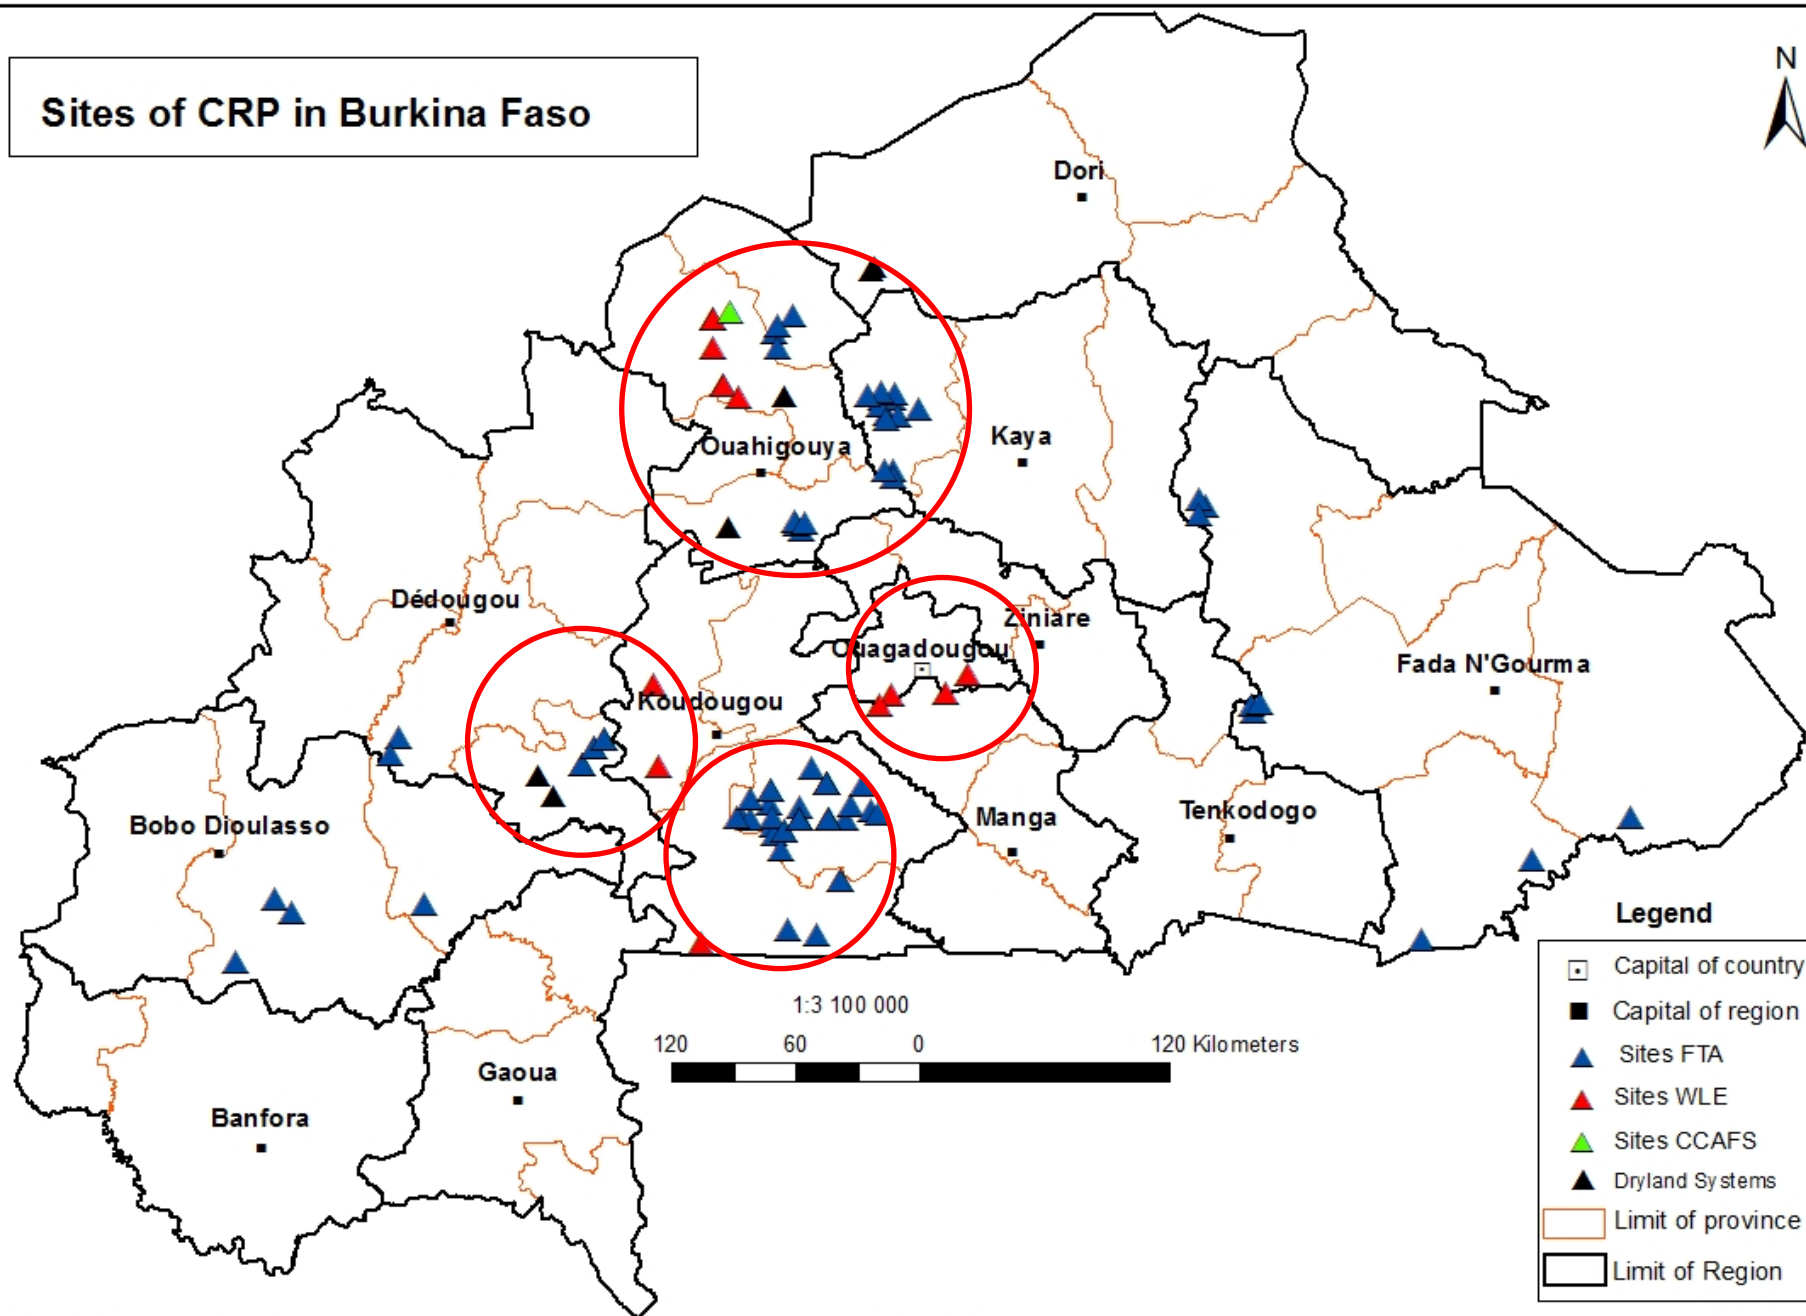 N
Sites of CRP in Burkina Faso
Dori
Ouahigouya
Kaya
Dédougou
Ziniare
Ouagadougou
Fada N'Gourma
Koudougou
Bobo Dioulasso
Manga
Tenkodogo
Gaoua
Banfora
1:3 100 000
120 60 0 120 Kilometers
Legend
Capital of country
Capital of region
Sites FTA
Sites WLE
Sites CCAFS
Dryland Systems
Limit of province
Limit of Region